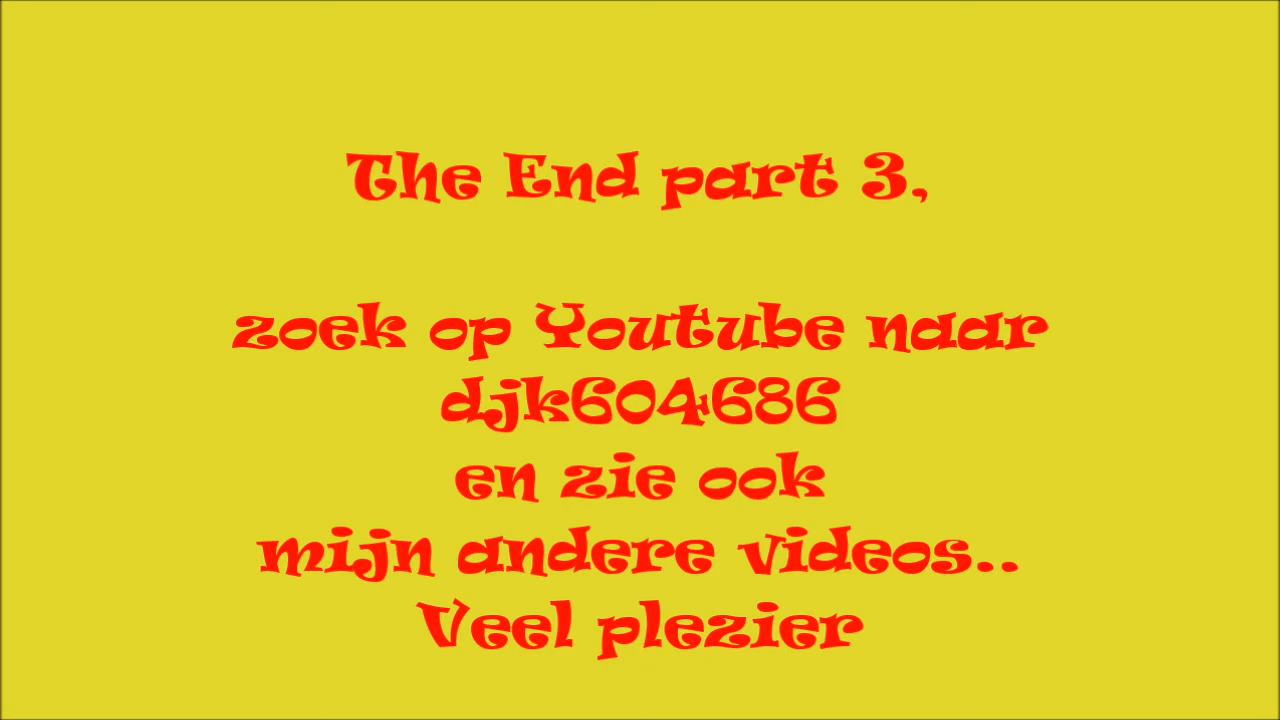 The End part 3,
zoek op Youtube naar
djk604686
en zie ook
mijn andere videos..
Veel plezier